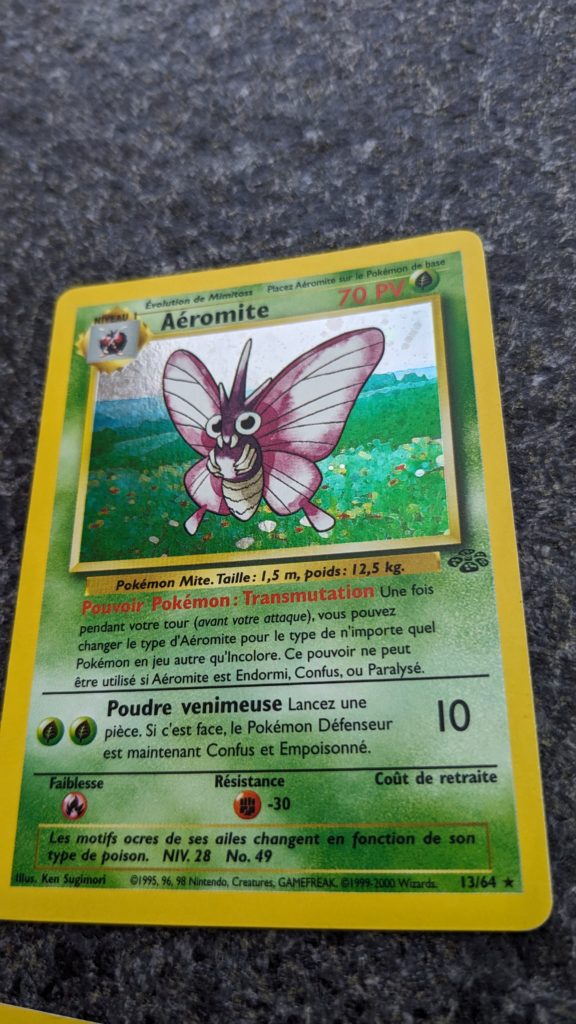 Évolution de Mimitoss Placez Aéromite sur le Pokémon de base
NIVEAU 1
Aéromite 70 PV
Pokémon Mite. Taille : 1,5 m, poids : 12,5 kg.
Pouvoir Pokémon : Transmutation Une fois
pendant votre tour (avant votre attaque), vous pouvez
changer le type d'Aéromite pour le type de n'importe quel
Pokémon en jeu autre qu'Incolore. Ce pouvoir ne peut
être utilisé si Aéromite est Endormi, Confus, ou Paralysé.
Poudre venimeuse Lancez une
pièce. Si c'est face, le Pokémon Défenseur
est maintenant Confus et Empoisonné.
10
Faiblesse Résistance Coût de retraite
-30
Les motifs ocres de ses ailes changent en fonction de son
type de poison. NIV. 28 No. 49
Illus. Ken Sugimori ©1995, 96, 98 Nintendo, Creatures, GAMEFREAK. ©1999-2000 Wizards. 13/64 ★